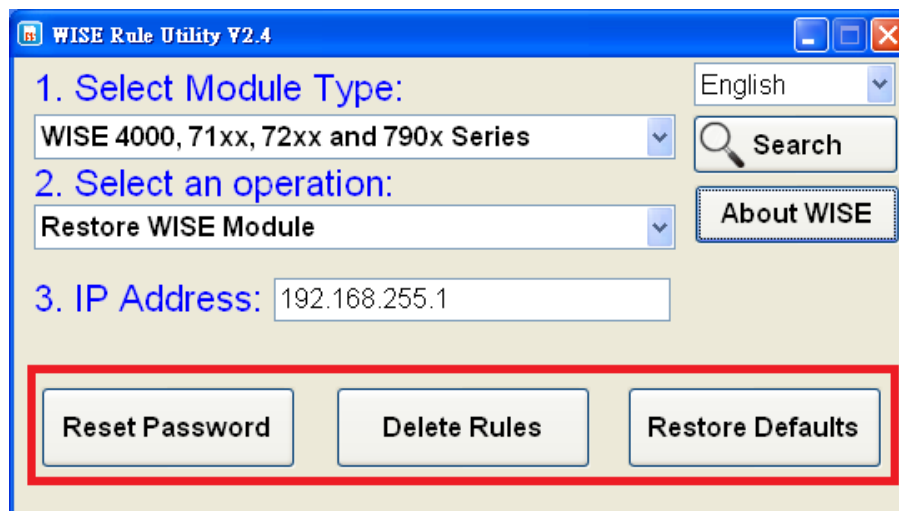 WISE Rule Utility V2.4
1. Select Module Type:
English
WISE 4000, 71xx, 72xx and 790x Series
Search
2. Select an operation:
About WISE
Restore WISE Module
3. IP Address: 192.168.255.1
Reset Password Delete Rules Restore Defaults